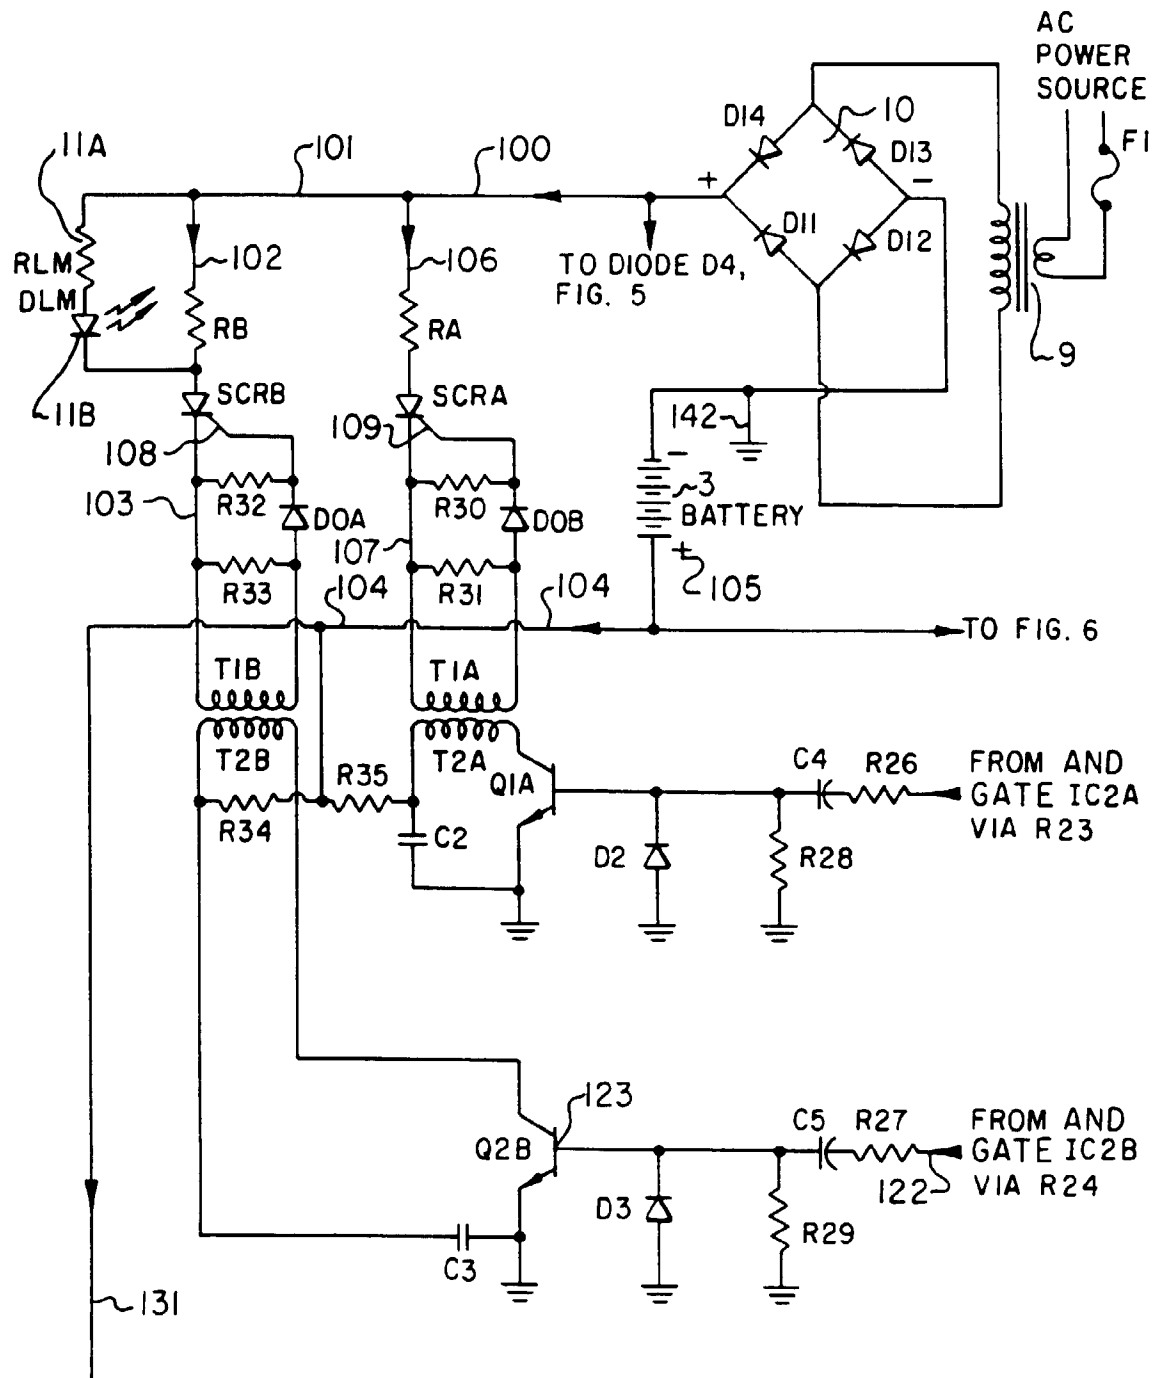 AC
POWER
SOURCE
F1
10
D14
D13
+
−
D11
D12
9
11A
101
100
RLM
DLM
102
106
TO DIODE D4,
FIG. 5
RB
RA
11B
SCRB
SCRA
108
109
142
−
3
BATTERY
+
105
103
R32
DOA
R30
DOB
107
R33
R31
104
104
TO FIG. 6
T1B
T1A
T2B
T2A
R35
R34
C2
Q1A
C4
R26
FROM AND
GATE IC2A
VIA R23
D2
R28
123
Q2B
C5
R27
FROM AND
GATE IC2B
VIA R24
122
D3
R29
C3
131